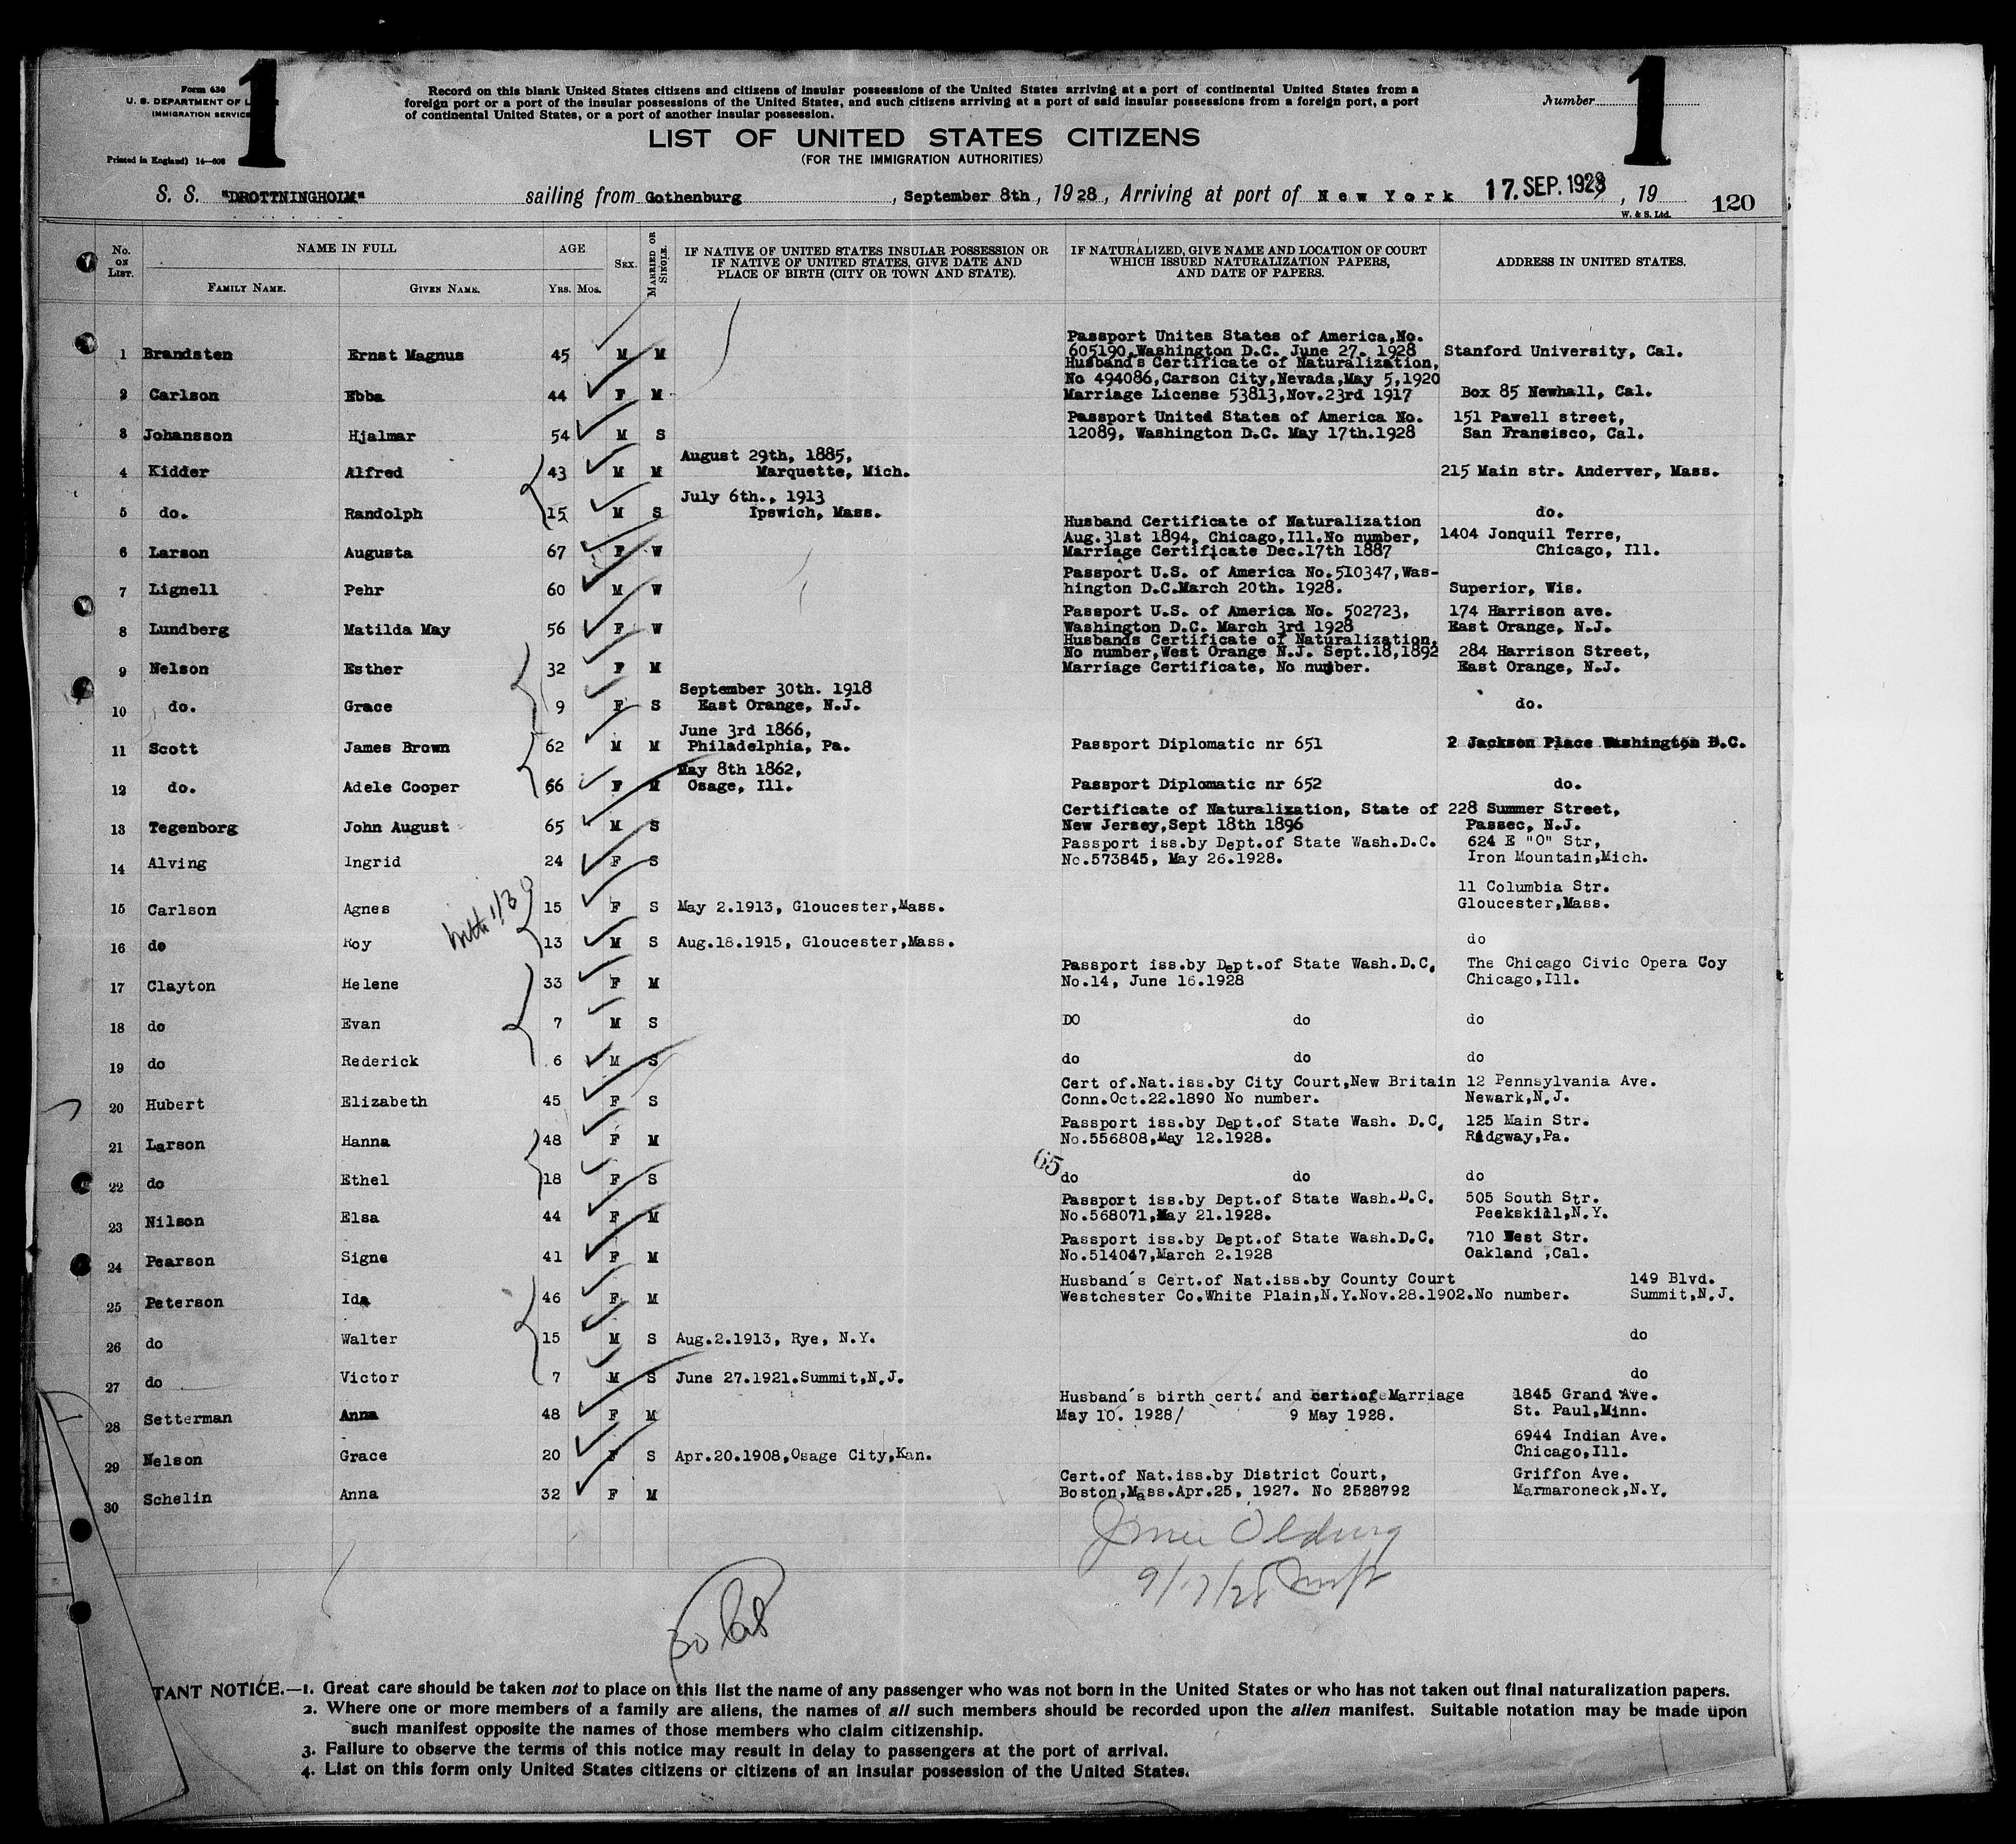 1
1
Form 630
U. S. DEPARTMENT OF
IMMIGRATION SERVICE
Printed in England) 14—608
Record on this blank United States citizens and citizens of insular possessions of the United States arriving at a port of continental United States from a
foreign port or a port of the insular possessions of the United States, and such citizens arriving at a port of said insular possessions from a foreign port, a port
of continental United States, or a port of another insular possession.
Number
LIST OF UNITED STATES CITIZENS
(FOR THE IMMIGRATION AUTHORITIES)
S. S. "DROTTNINGHOLM" sailing from Gothenburg, September 8th, 1928, Arriving at port of New York 17. SEP. 1928, 19
W. & S. Ltd.
120
No. on List. NAME IN FULL AGE Sex. Married or Single. IF NATIVE OF UNITED STATES INSULAR POSSESSION OR IF NATIVE OF UNITED STATES, GIVE DATE AND PLACE OF BIRTH (CITY OR TOWN AND STATE). IF NATURALIZED, GIVE NAME AND LOCATION OF COURT WHICH ISSUED NATURALIZATION PAPERS, AND DATE OF PAPERS. ADDRESS IN UNITED STATES.
Family Name. Given Name. Yrs. Mos.
1 Brandsten Ernst Magnus 45 M M Passport Unites States of America, No. 605190, Washington D.C. June 27. 1928 Stanford University, Cal.
2 Carlson Ebba 44 F M Husband's Certificate of Naturalization, No 494086, Carson City, Nevada, May 5, 1920 Marriage License 53813, Nov. 23rd 1917 Box 85 Newhall, Cal.
3 Johansson Hjalmar 54 M S Passport United States of America No. 12089, Washington D.C. May 17th. 1928 151 Pawell street, San Fransisco, Cal.
4 Kidder Alfred 43 M M August 29th, 1885, Marquette, Mich. 215 Main str. Anderver, Mass.
5 do. Randolph 15 M S July 6th., 1913 Ipswich, Mass. do.
6 Larson Augusta 67 F W Husband Certificate of Naturalization Aug. 31st 1894, Chicago, Ill. No number, Marriage Certificate Dec. 17th 1887 1404 Jonquil Terre, Chicago, Ill.
7 Lignell Pehr 60 M W Passport U.S. of America No. 510347, Washington D.C. March 20th. 1928. Superior, Wis.
8 Lundberg Matilda May 56 F W Passport U.S. of America No. 502723, Washington D.C. March 3rd 1928 174 Harrison ave. East Orange, N.J.
9 Nelson Esther 32 F M Husbands Certificate of Naturalization, No number, West Orange N.J. Sept. 18, 1892 Marriage Certificate, No number. 284 Harrison Street, East Orange, N.J.
10 do. Grace 9 F S September 30th. 1918 East Orange, N.J. do.
11 Scott James Brown 62 M M June 3rd 1866, Philadelphia, Pa. Passport Diplomatic nr 651 2 Jackson Place Washington D.C.
12 do. Adele Cooper 66 F M May 8th 1862, Osage, Ill. Passport Diplomatic nr 652 do.
13 Tegenborg John August 65 M S Certificate of Naturalization, State of New Jersey, Sept 18th 1896 228 Summer Street, Passec, N.J.
14 Alving Ingrid 24 F S Passport iss. by Dept. of State Wash. D.C. No. 573845, May 26. 1928. 624 E "O" Str, Iron Mountain, Mich.
15 Carlson Agnes 15 F S May 2. 1913, Gloucester, Mass. 11 Columbia Str. Gloucester, Mass.
16 do Roy 13 M S Aug. 18. 1915, Gloucester, Mass. do
17 Clayton Helene 33 F M Passport iss. by Dept. of State Wash. D.C, No. 14, June 16. 1928 The Chicago Civic Opera Coy Chicago, Ill.
18 do Evan 7 M S DO do do
19 do Rederick 6 M S do do do
20 Hubert Elizabeth 45 F S Cert of. Nat. iss. by City Court, New Britain Conn. Oct. 22. 1890 No number. 12 Pennsylvania Ave. Newark, N.J.
21 Larson Hanna 48 F M Passport iss. by Dept. of State Wash. D.C, No. 556808, May 12. 1928. 125 Main Str. Ridgway, Pa.
65
22 do Ethel 18 F S do do do
23 Nilson Elsa 44 F M Passport iss. by Dept. of State Wash. D.C. No. 568071, May 21. 1928. 505 South Str. Peekskill, N.Y.
24 Pearson Signe 41 F M Passport iss. by Dept. of State Wash. D.C. No. 514047, March 2. 1928 710 West Str. Oakland, Cal.
25 Peterson Ida 46 F M Husband's Cert. of Nat. iss. by County Court Westchester Co. White Plain, N.Y. Nov. 28. 1902. No number. 149 Blvd. Summit, N.J.
26 do Walter 15 M S Aug. 2. 1913, Rye, N.Y. do
27 do Victor 7 M S June 27. 1921. Summit, N.J. do
28 Setterman Anna 48 F M Husband's birth cert. and cert. of Marriage May 10. 1928/ 9 May 1928. 1845 Grand Ave. St. Paul, Minn.
29 Nelson Grace 20 F S Apr. 20. 1908, Osage City, Kan. 6944 Indian Ave. Chicago, Ill.
30 Schelin Anna 32 F M Cert. of Nat. iss. by District Court, Boston, Mass. Apr. 25, 1927. No 2528792 Griffon Ave. Marmaroneck, N.Y.
9/17/28
TANT NOTICE.—1. Great care should be taken not to place on this list the name of any passenger who was not born in the United States or who has not taken out final naturalization papers.
2. Where one or more members of a family are aliens, the names of all such members should be recorded upon the alien manifest. Suitable notation may be made upon
such manifest opposite the names of those members who claim citizenship.
3. Failure to observe the terms of this notice may result in delay to passengers at the port of arrival.
4. List on this form only United States citizens or citizens of an insular possession of the United States.